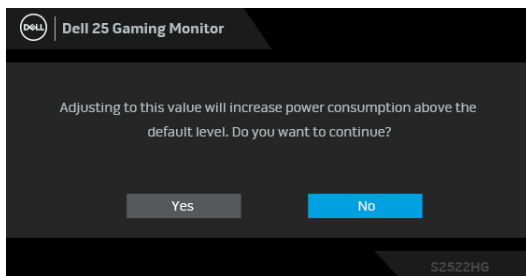 DELL
Dell 25 Gaming Monitor
Adjusting to this value will increase power consumption above the
default level. Do you want to continue?
Yes
No
S2522HG